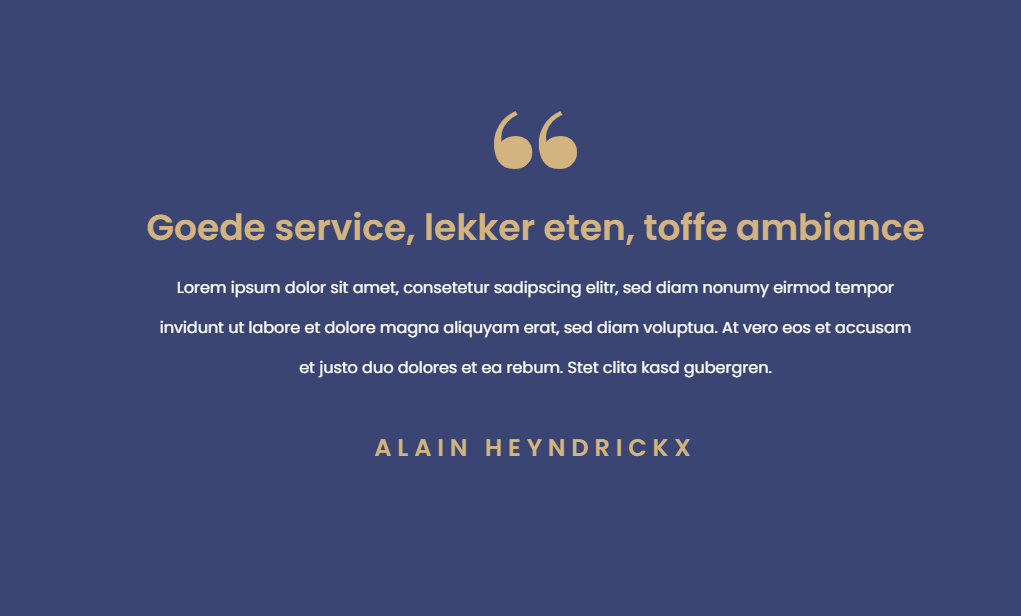 “
Goede service, lekker eten, toffe ambiance
Lorem ipsum dolor sit amet, consetetur sadipscing elitr, sed diam nonumy eirmod tempor
invidunt ut labore et dolore magna aliquyam erat, sed diam voluptua. At vero eos et accusam
et justo duo dolores et ea rebum. Stet clita kasd gubergren.
ALAIN HEYNDRICKX